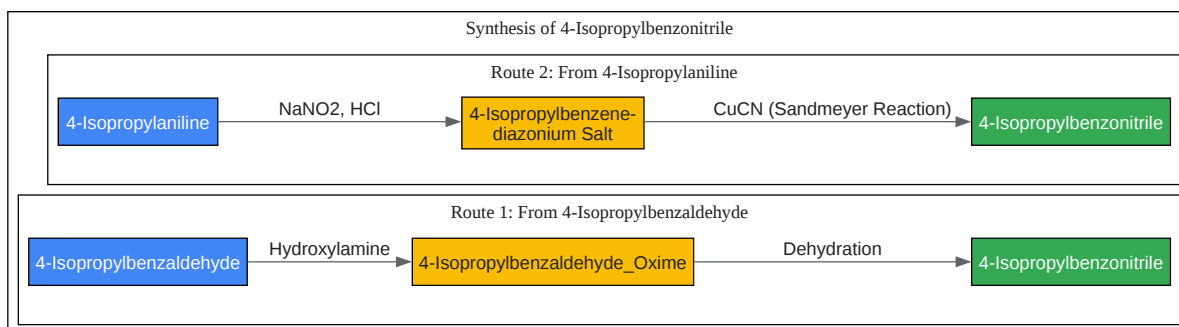 Synthesis of 4-Isopropylbenzonitrile
Route 2: From 4-Isopropylaniline
4-Isopropylaniline
NaNO2, HCl
4-Isopropylbenzene-
diazonium Salt
CuCN (Sandmeyer Reaction)
4-Isopropylbenzonitrile
Route 1: From 4-Isopropylbenzaldehyde
4-Isopropylbenzaldehyde
Hydroxylamine
4-Isopropylbenzaldehyde_Oxime
Dehydration
4-Isopropylbenzonitrile